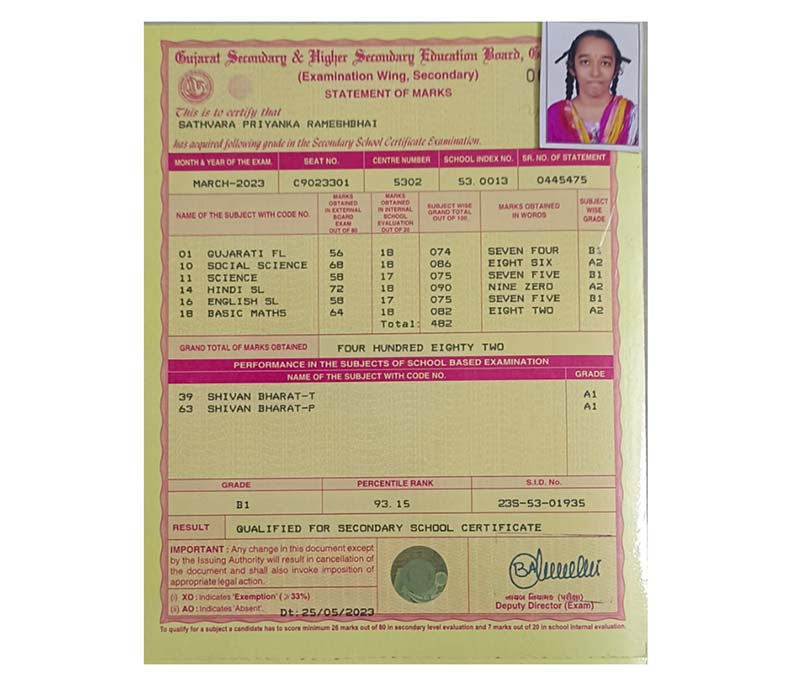 Gujarat Secondary & Higher Secondary Education Board,
(Examination Wing, Secondary)
STATEMENT OF MARKS
This is to certify that
SATHVARA PRIYANKA RAMESHBHAI
has acquired following grade in the Secondary School Certificate Examination.
MONTH & YEAR OF THE EXAM. SEAT NO. CENTRE NUMBER SCHOOL INDEX NO. SR. NO. OF STATEMENT
MARCH-2023 C9023301 5302 53.0013 0445475
NAME OF THE SUBJECT WITH CODE NO. MARKS OBTAINED IN EXTERNAL BOARD EXAM OUT OF 80 MARKS OBTAINED IN INTERNAL SCHOOL EVALUATION OUT OF 20 SUBJECT WISE GRAND TOTAL OUT OF 100. MARKS OBTAINED IN WORDS SUBJECT WISE GRADE
01 GUJARATI FL 56 18 074 SEVEN FOUR B1
10 SOCIAL SCIENCE 68 18 086 EIGHT SIX A2
11 SCIENCE 58 17 075 SEVEN FIVE B1
14 HINDI SL 72 18 090 NINE ZERO A2
16 ENGLISH SL 58 17 075 SEVEN FIVE B1
18 BASIC MATHS 64 18 082 EIGHT TWO A2
Total: 482
GRAND TOTAL OF MARKS OBTAINED FOUR HUNDRED EIGHTY TWO
PERFORMANCE IN THE SUBJECTS OF SCHOOL BASED EXAMINATION
NAME OF THE SUBJECT WITH CODE NO. GRADE
39 SHIVAN BHARAT-T A1
63 SHIVAN BHARAT-P A1
GRADE PERCENTILE RANK S.I.D. No.
B1 93.15 23S-53-01935
RESULT QUALIFIED FOR SECONDARY SCHOOL CERTIFICATE
IMPORTANT : Any change in this document except
by the Issuing Authority will result in cancellation of
the document and shall also invoke imposition of
appropriate legal action.
(i) XO : Indicates 'Exemption' (≥33%)
(ii) AO : Indicates 'Absent'. Dt: 25/05/2023
નાયબ નિયામક (પરીક્ષા)
Deputy Director (Exam)
To qualify for a subject a candidate has to score minimum 26 marks out of 80 in secondary level evaluation and 7 marks out of 20 in school internal evaluation.